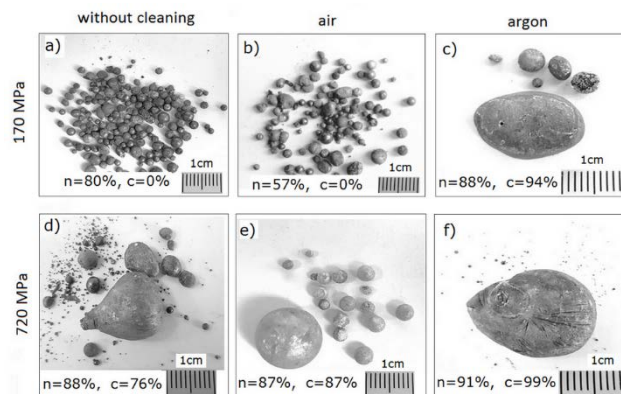 without cleaning air argon
170 MPa
a)
b)
c)
1cm
1cm
1cm
n=80%, c=0%
n=57%, c=0%
n=88%, c=94%
720 MPa
d)
e)
f)
1cm
1cm
1cm
n=88%, c=76%
n=87%, c=87%
n=91%, c=99%